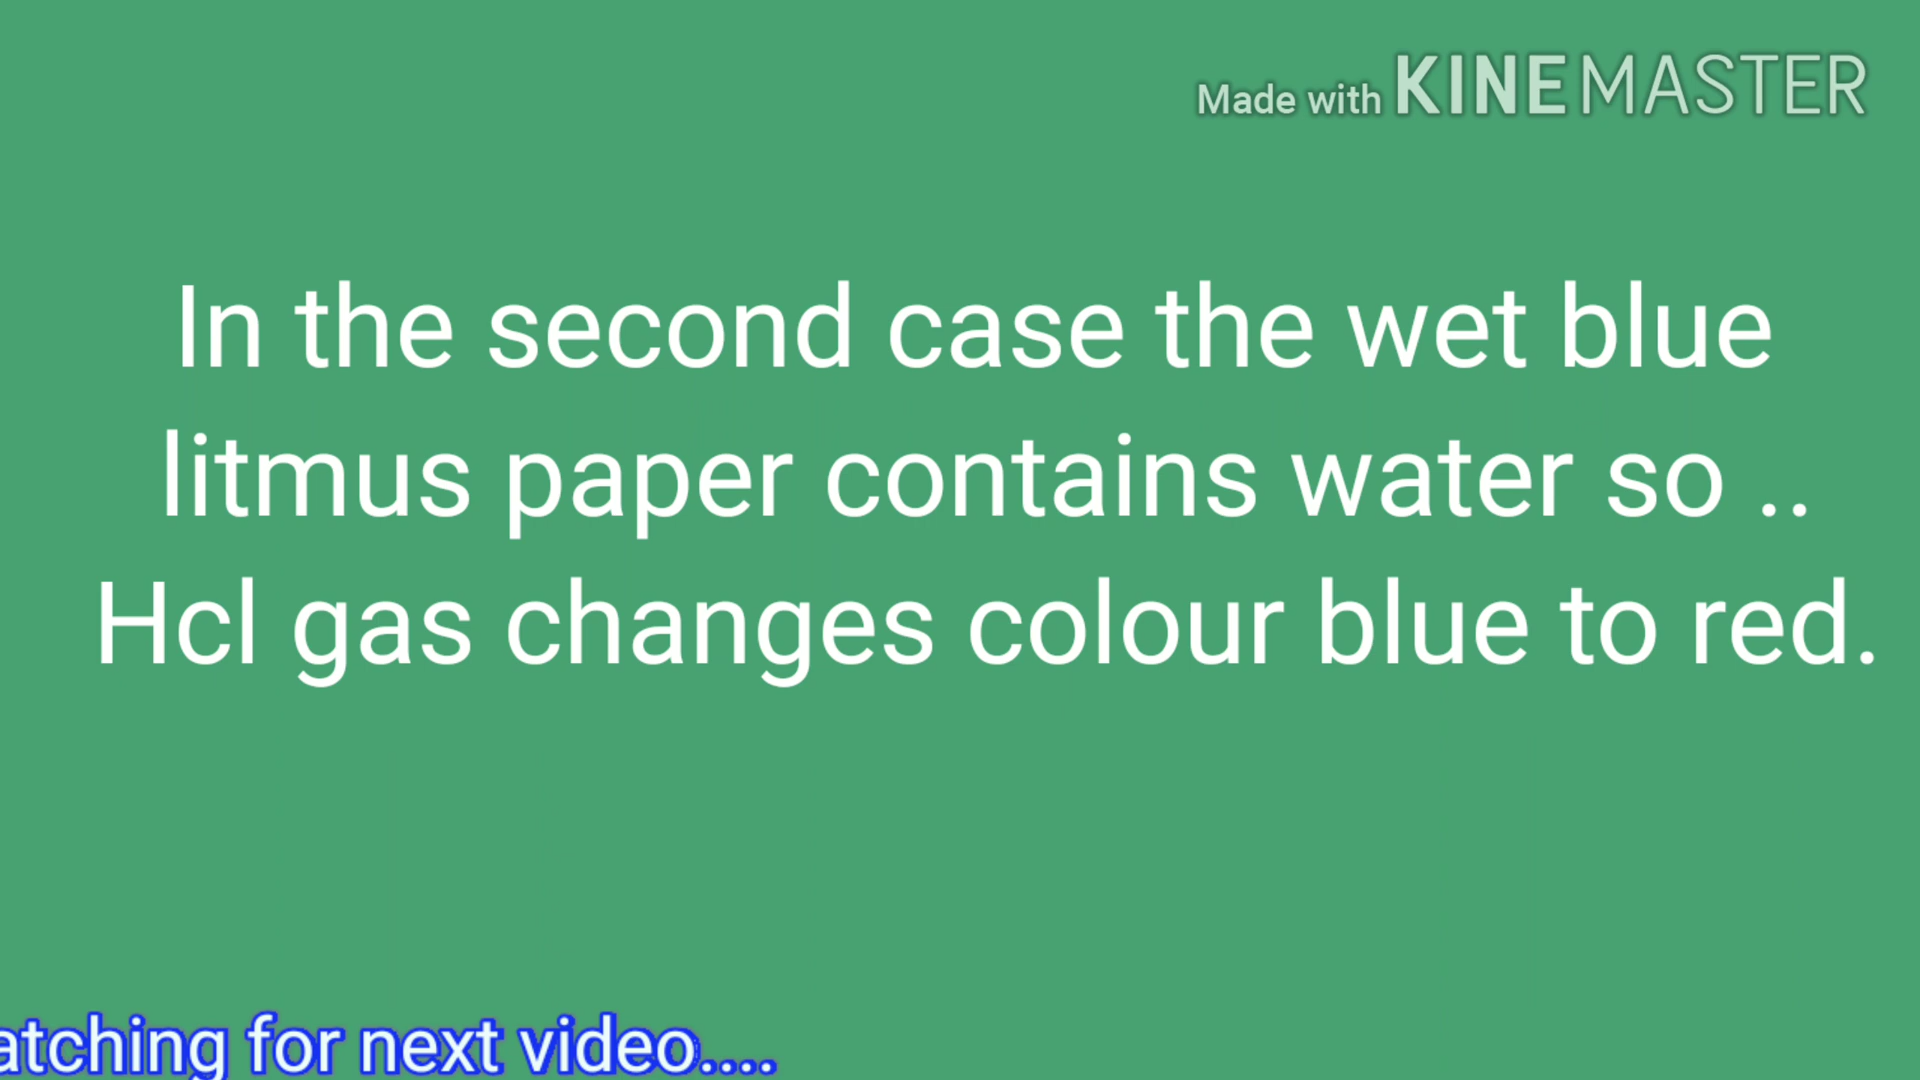 Made with KINEMASTER
In the second case the wet blue
litmus paper contains water so ..
Hcl gas changes colour blue to red.
atching for next video....